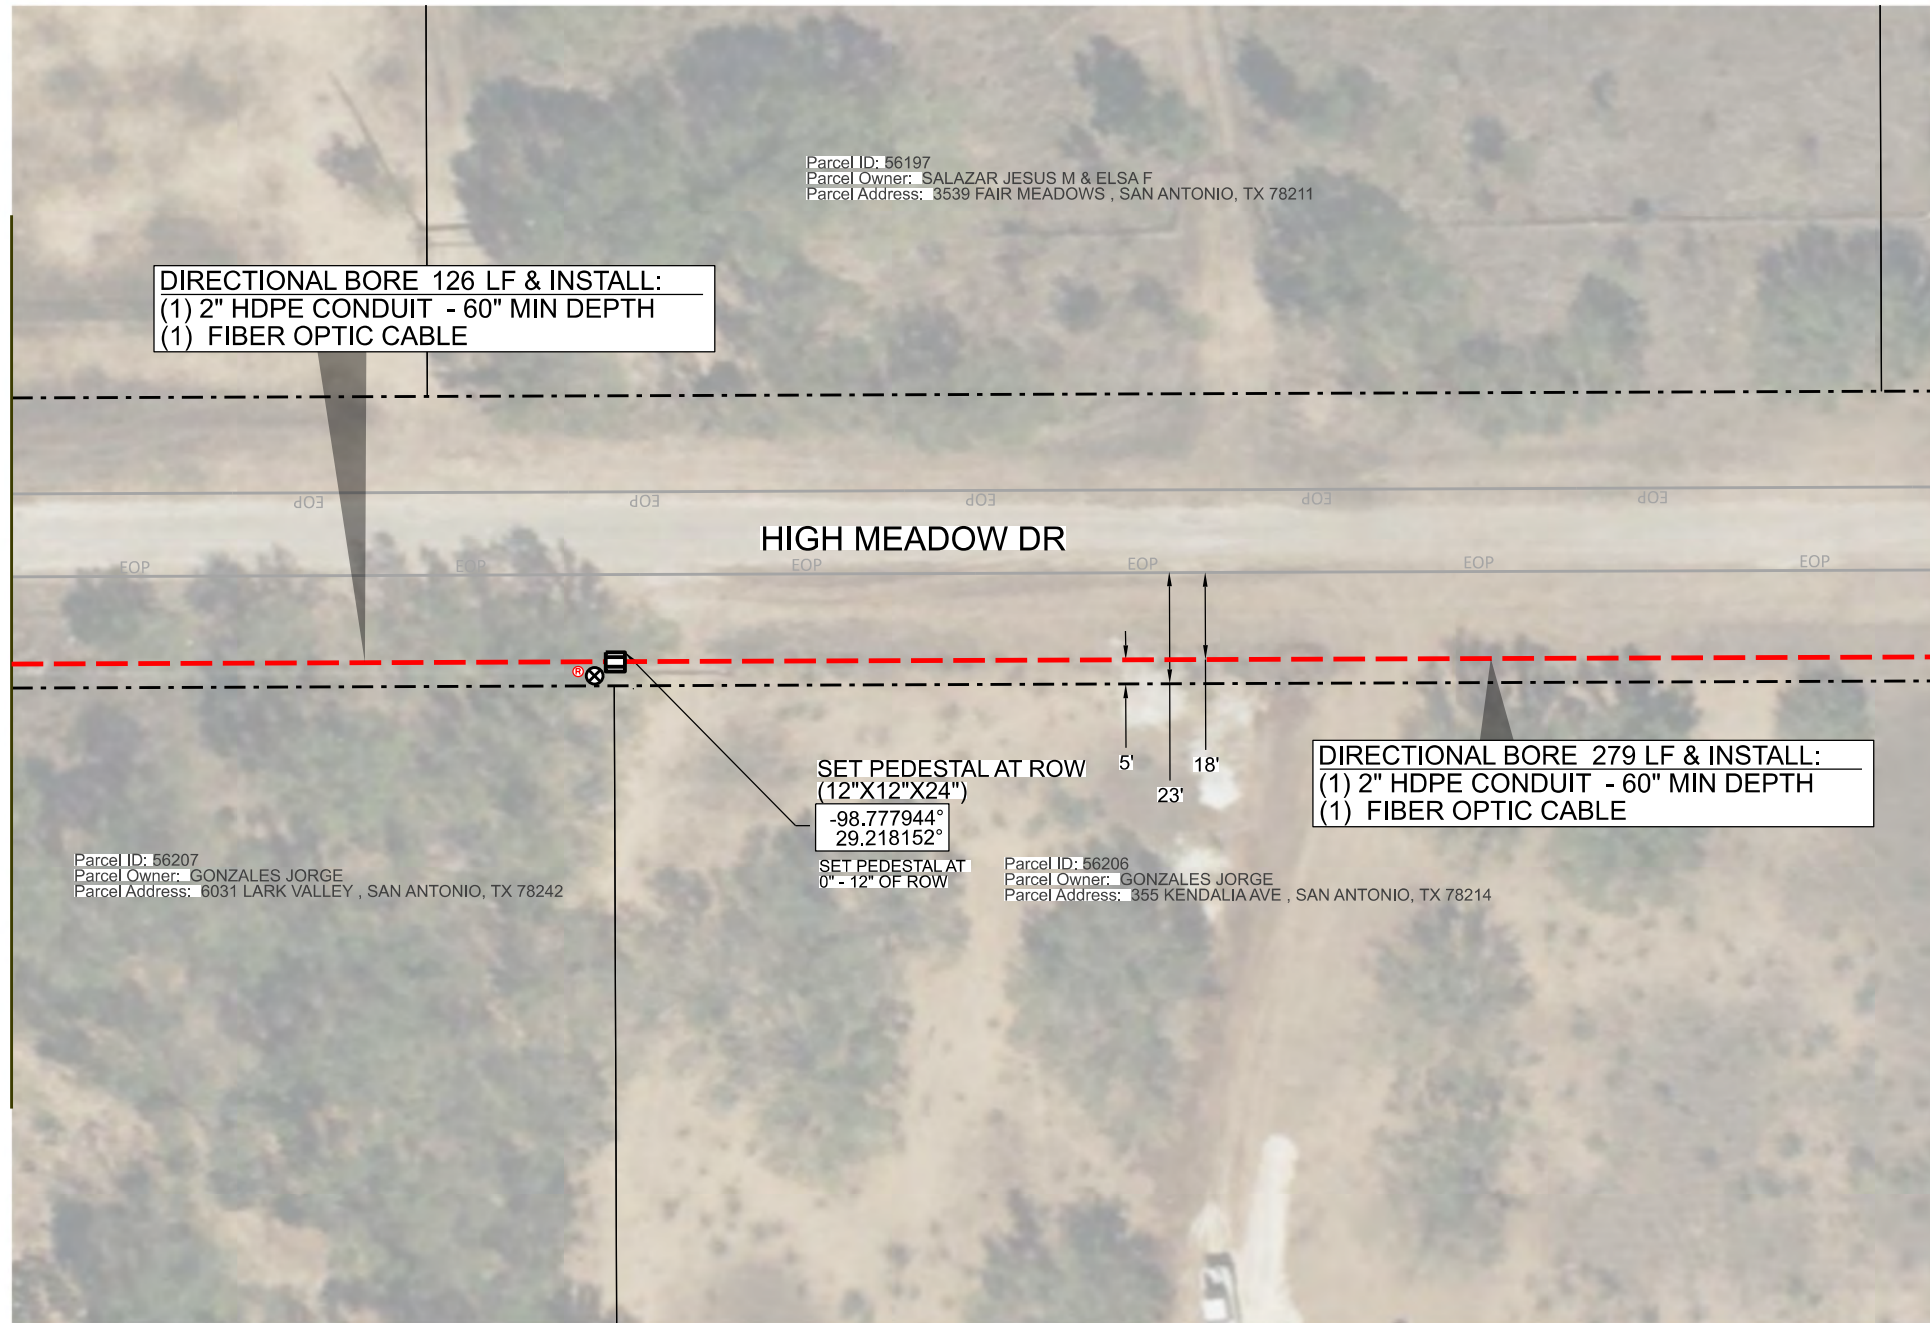 Parcel ID: 56197
Parcel Owner: SALAZAR JESUS M & ELSA F
Parcel Address: 3539 FAIR MEADOWS , SAN ANTONIO, TX 78211
DIRECTIONAL BORE 126 LF & INSTALL:
(1) 2" HDPE CONDUIT - 60" MIN DEPTH
(1) FIBER OPTIC CABLE
EOP
EOP
EOP
EOP
EOP
HIGH MEADOW DR
EOP
EOP
EOP
EOP
EOP
EOP
R
5'
18'
23'
SET PEDESTAL AT ROW
(12"X12"X24")
-98.777944°
29.218152°
SET PEDESTAL AT
0" - 12" OF ROW
DIRECTIONAL BORE 279 LF & INSTALL:
(1) 2" HDPE CONDUIT - 60" MIN DEPTH
(1) FIBER OPTIC CABLE
Parcel ID: 56207
Parcel Owner: GONZALES JORGE
Parcel Address: 6031 LARK VALLEY , SAN ANTONIO, TX 78242
Parcel ID: 56206
Parcel Owner: GONZALES JORGE
Parcel Address: 355 KENDALIA AVE , SAN ANTONIO, TX 78214